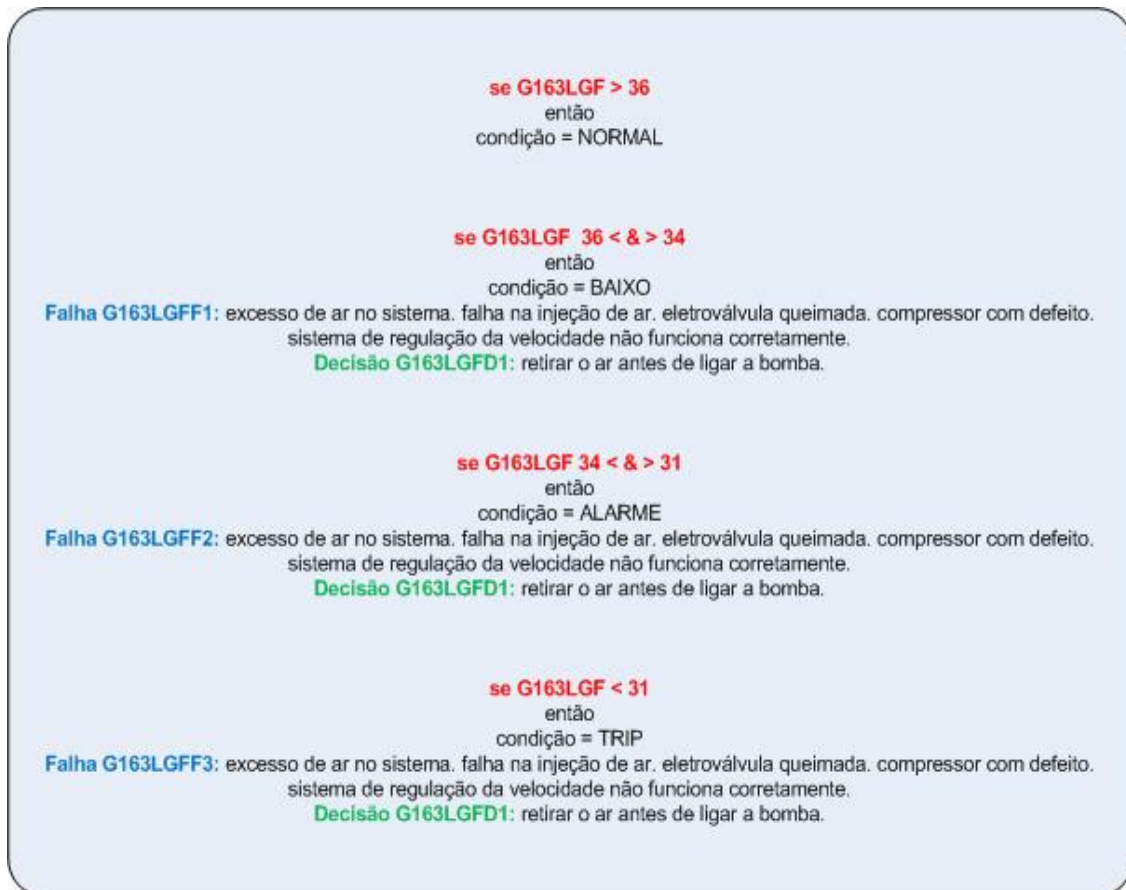 se G163LGF > 36
então
condição = NORMAL
se G163LGF  36 < & > 34
então
condição = BAIXO
Falha G163LGFF1: excesso de ar no sistema. falha na injeção de ar. eletroválvula queimada. compressor com defeito.
sistema de regulação da velocidade não funciona corretamente.
Decisão G163LGFD1: retirar o ar antes de ligar a bomba.
se G163LGF 34 < & > 31
então
condição = ALARME
Falha G163LGFF2: excesso de ar no sistema. falha na injeção de ar. eletroválvula queimada. compressor com defeito.
sistema de regulação da velocidade não funciona corretamente.
Decisão G163LGFD1: retirar o ar antes de ligar a bomba.
se G163LGF < 31
então
condição = TRIP
Falha G163LGFF3: excesso de ar no sistema. falha na injeção de ar. eletroválvula queimada. compressor com defeito.
sistema de regulação da velocidade não funciona corretamente.
Decisão G163LGFD1: retirar o ar antes de ligar a bomba.